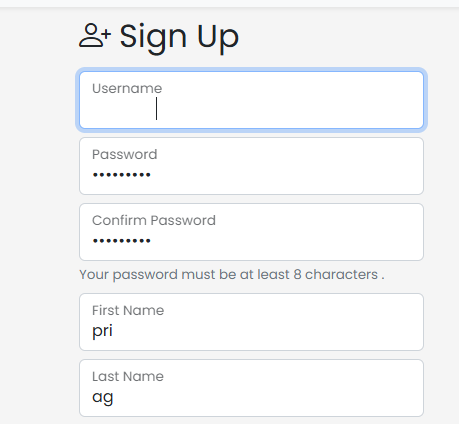 Sign Up
Username
Password
•••••••••
Confirm Password
•••••••••
Your password must be at least 8 characters .
First Name
pri
Last Name
ag